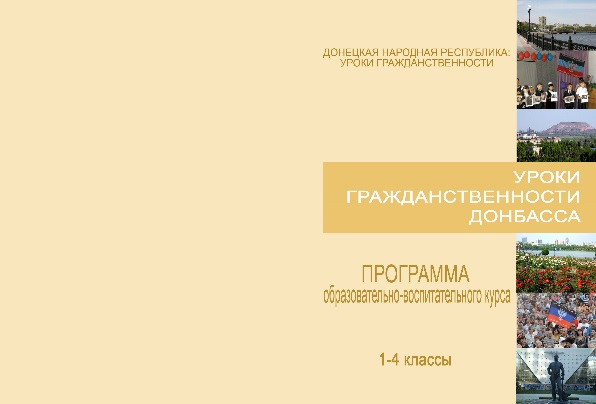 ДОНЕЦКАЯ НАРОДНАЯ РЕСПУБЛИКА:
УРОКИ ГРАЖДАНСТВЕННОСТИ
УРОКИ
ГРАЖДАНСТВЕННОСТИ
ДОНБАССА
ПРОГРАММА
образовательно-воспитательного курса
1-4 классы